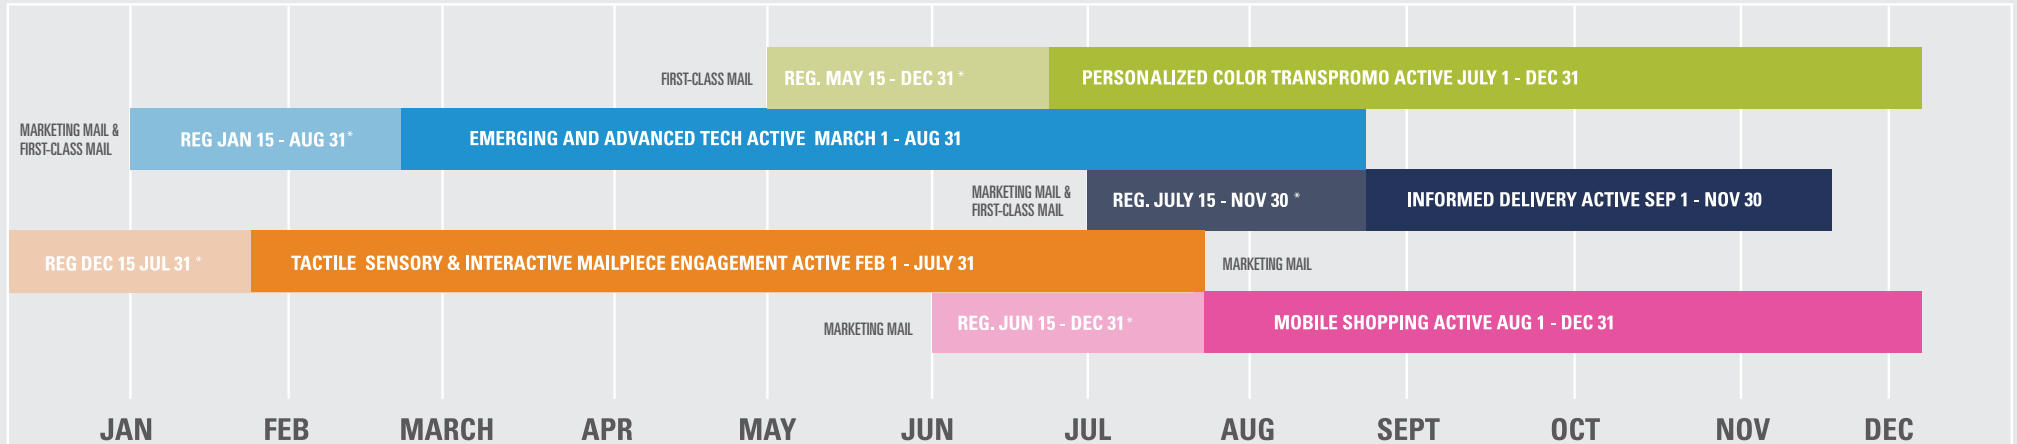 FIRST-CLASS MAIL
REG. MAY 15 - DEC 31 *
PERSONALIZED COLOR TRANSPROMO ACTIVE JULY 1 - DEC 31
MARKETING MAIL &
FIRST-CLASS MAIL
REG JAN 15 - AUG 31*
EMERGING AND ADVANCED TECH ACTIVE MARCH 1 - AUG 31
MARKETING MAIL &
FIRST-CLASS MAIL
REG. JULY 15 - NOV 30 *
INFORMED DELIVERY ACTIVE SEP 1 - NOV 30
REG DEC 15 JUL 31 *
TACTILE SENSORY & INTERACTIVE MAILPIECE ENGAGEMENT ACTIVE FEB 1 - JULY 31
MARKETING MAIL
MARKETING MAIL
REG. JUN 15 - DEC 31 *
MOBILE SHOPPING ACTIVE AUG 1 - DEC 31
JAN FEB MARCH APR MAY JUN JUL AUG SEPT OCT NOV DEC